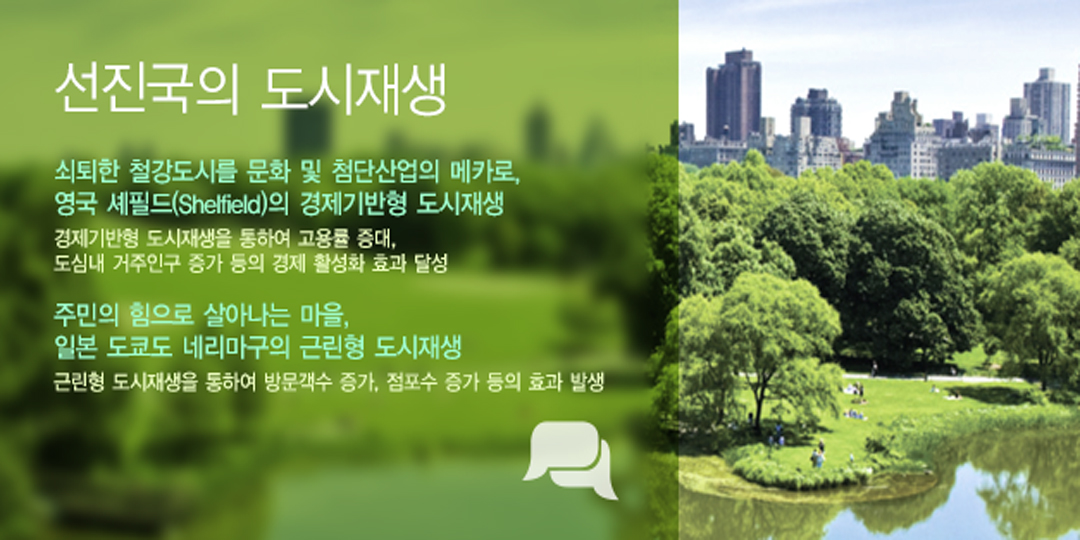 선진국의 도시재생
쇠퇴한 철강도시를 문화 및 첨단산업의 메카로,
영국 셰필드(Shelfield)의 경제기반형 도시재생
경제기반형 도시재생을 통하여 고용률 증대,
도심내 거주인구 증가 등의 경제 활성화 효과 달성
주민의 힘으로 살아나는 마을,
일본 도쿄도 네리마구의 근린형 도시재생
근린형 도시재생을 통하여 방문객수 증가, 점포수 증가 등의 효과 발생